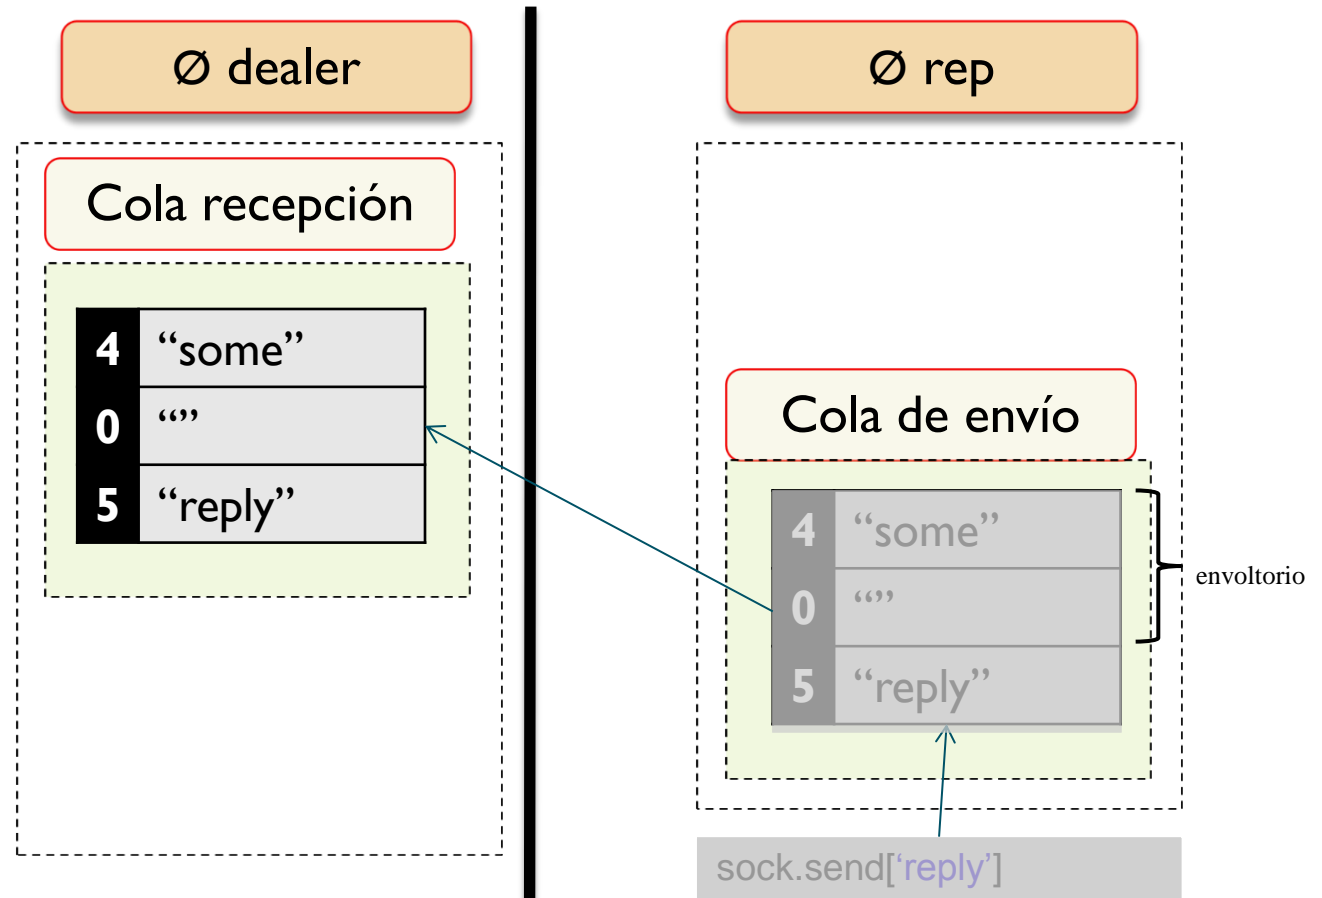 Ø dealer
Ø rep
Cola recepción
4 “some”
0 “”
5 “reply”
Cola de envío
4 “some”
0 “”
5 “reply”
envoltorio
sock.send[‘reply’]